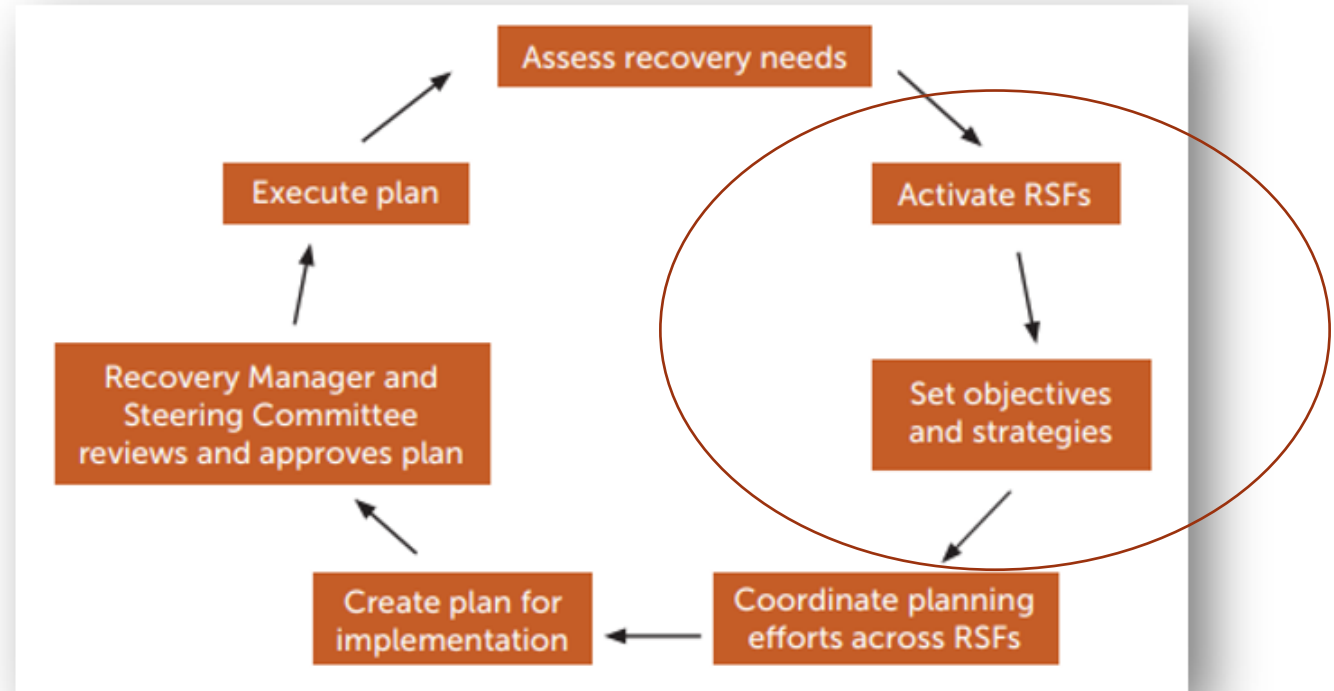 Assess recovery needs
Activate RSFs
Set objectives
and strategies
Coordinate planning
efforts across RSFs
Create plan for
implementation
Recovery Manager and
Steering Committee
reviews and approves plan
Execute plan